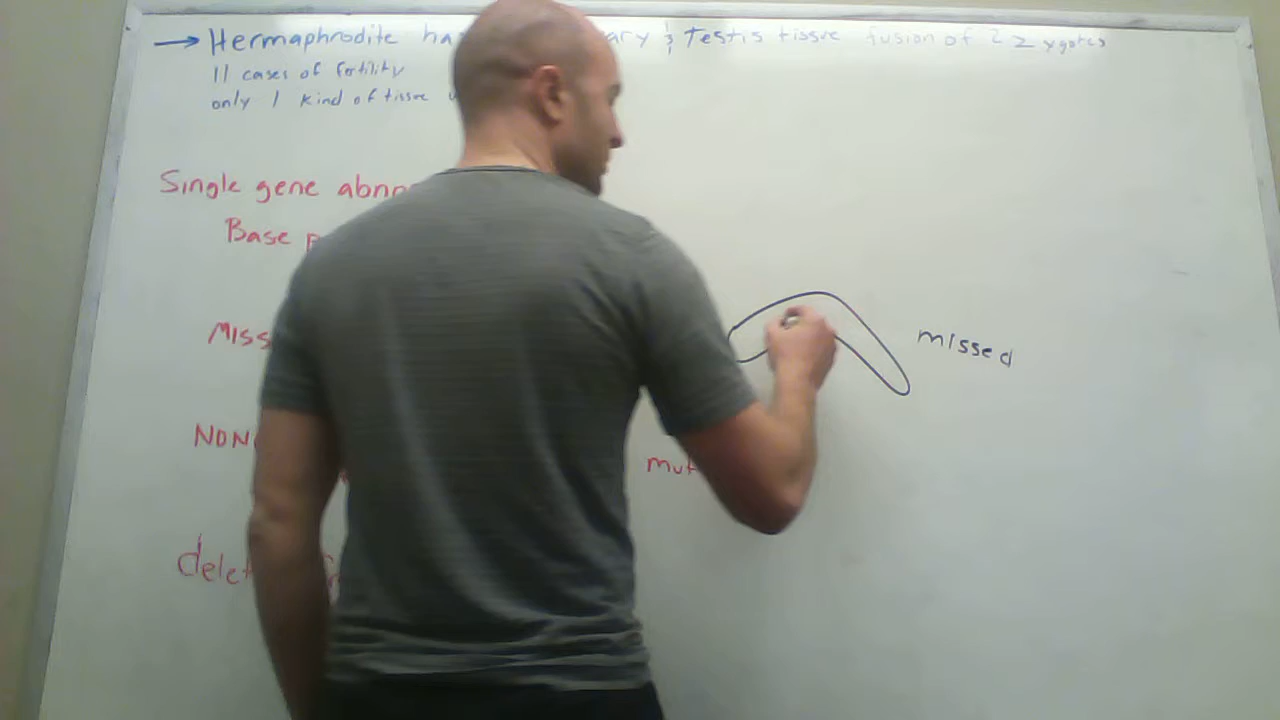 → Hermaphrodite ha ary & Testis tissue fusion of 2 zygotes
11 cases of fertility
only 1 kind of tissue
Single gene abno
Base p
missed
Miss
NON
mut
delet